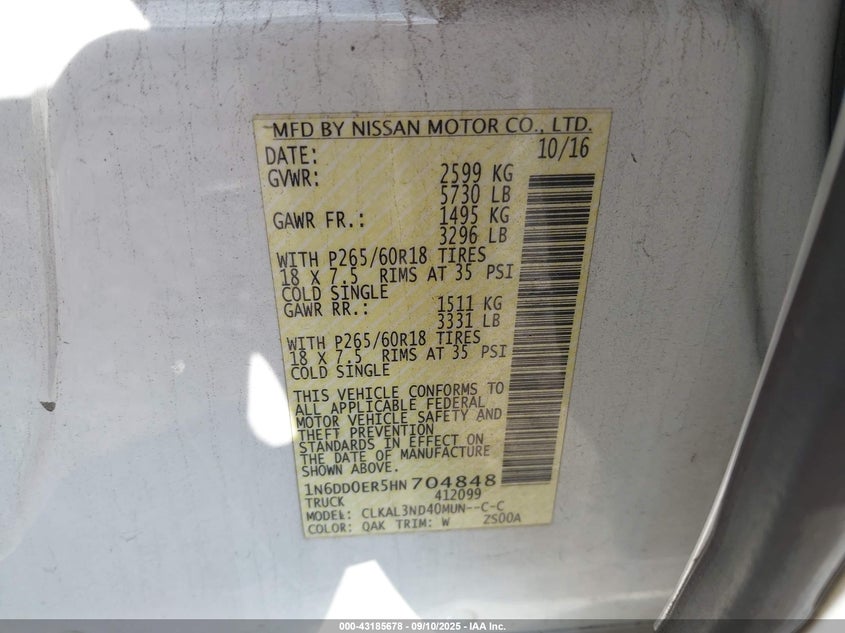 MFD BY NISSAN MOTOR CO., LTD.
DATE: 10/16
GVWR: 2599 KG
5730 LB
GAWR FR.: 1495 KG
3296 LB
WITH P265/60R18 TIRES
18 X 7.5 RIMS AT 35 PSI
COLD SINGLE
GAWR RR.: 1511 KG
3331 LB
WITH P265/60R18 TIRES
18 X 7.5 RIMS AT 35 PSI
COLD SINGLE
THIS VEHICLE CONFORMS TO
ALL APPLICABLE FEDERAL
MOTOR VEHICLE SAFETY AND
THEFT PREVENTION
STANDARDS IN EFFECT ON
THE DATE OF MANUFACTURE
SHOWN ABOVE.
1N6DD0ER5HN704848
TRUCK 412099
MODEL: CLKAL3ND40MUN--C-C
COLOR: QAK TRIM: W ZS00A
000-43185678 - 09/10/2025 - IAA Inc.